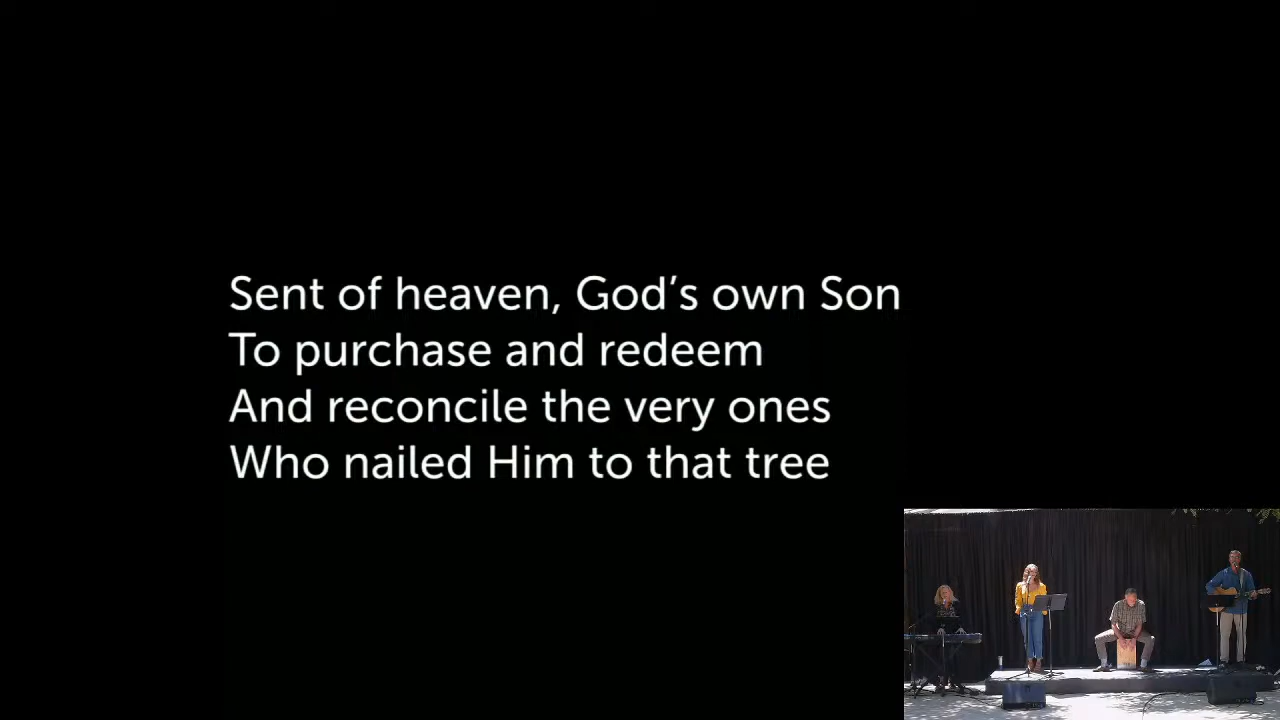 Sent of heaven, God’s own Son
To purchase and redeem
And reconcile the very ones
Who nailed Him to that tree